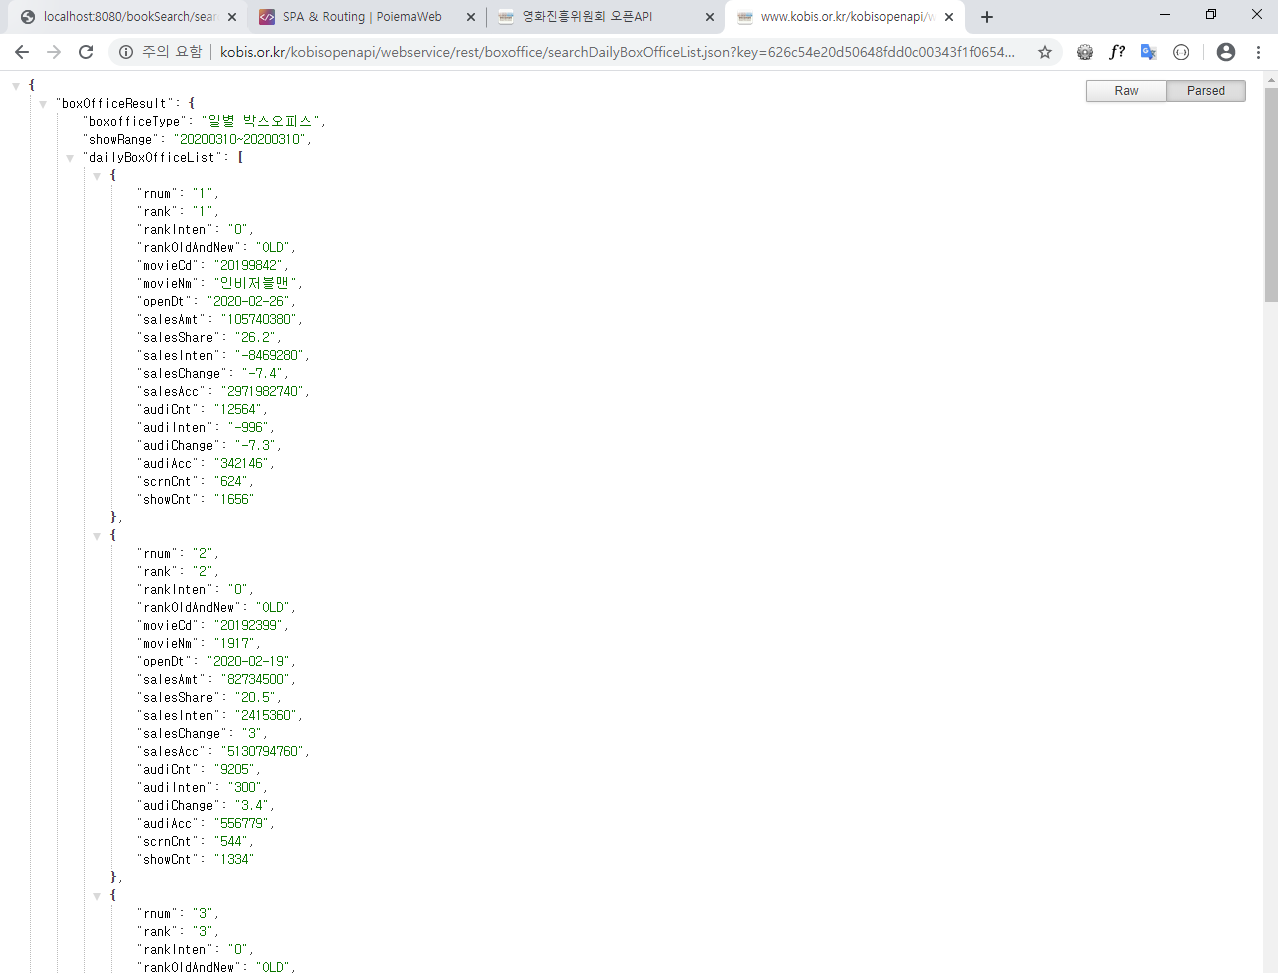 localhost:8080/bookSearch/sear
SPA & Routing | PoiemaWeb
영화진흥위원회 오픈API
www.kobis.or.kr/kobisopenapi/w
주의 요함
kobis.or.kr/kobisopenapi/webservice/rest/boxoffice/searchDailyBoxOfficeList.json?key=626c54e20d50648fdd0c00343f1f0654...
f?
Raw
Parsed
{
"boxOfficeResult": {
"boxofficeType": "일별 박스오피스",
"showRange": "20200310~20200310",
"dailyBoxOfficeList": [
{
"rnum": "1",
"rank": "1",
"rankInten": "0",
"rankOldAndNew": "OLD",
"movieCd": "20199842",
"movieNm": "인비저블맨",
"openDt": "2020-02-26",
"salesAmt": "105740380",
"salesShare": "26.2",
"salesInten": "-8469280",
"salesChange": "-7.4",
"salesAcc": "2971982740",
"audiCnt": "12564",
"audiInten": "-996",
"audiChange": "-7.3",
"audiAcc": "342146",
"scrnCnt": "624",
"showCnt": "1656"
},
{
"rnum": "2",
"rank": "2",
"rankInten": "0",
"rankOldAndNew": "OLD",
"movieCd": "20192399",
"movieNm": "1917",
"openDt": "2020-02-19",
"salesAmt": "82734500",
"salesShare": "20.5",
"salesInten": "2415360",
"salesChange": "3",
"salesAcc": "5130794760",
"audiCnt": "9205",
"audiInten": "300",
"audiChange": "3.4",
"audiAcc": "556779",
"scrnCnt": "544",
"showCnt": "1334"
},
{
"rnum": "3",
"rank": "3",
"rankInten": "0",
"rankOldAndNew": "OLD",